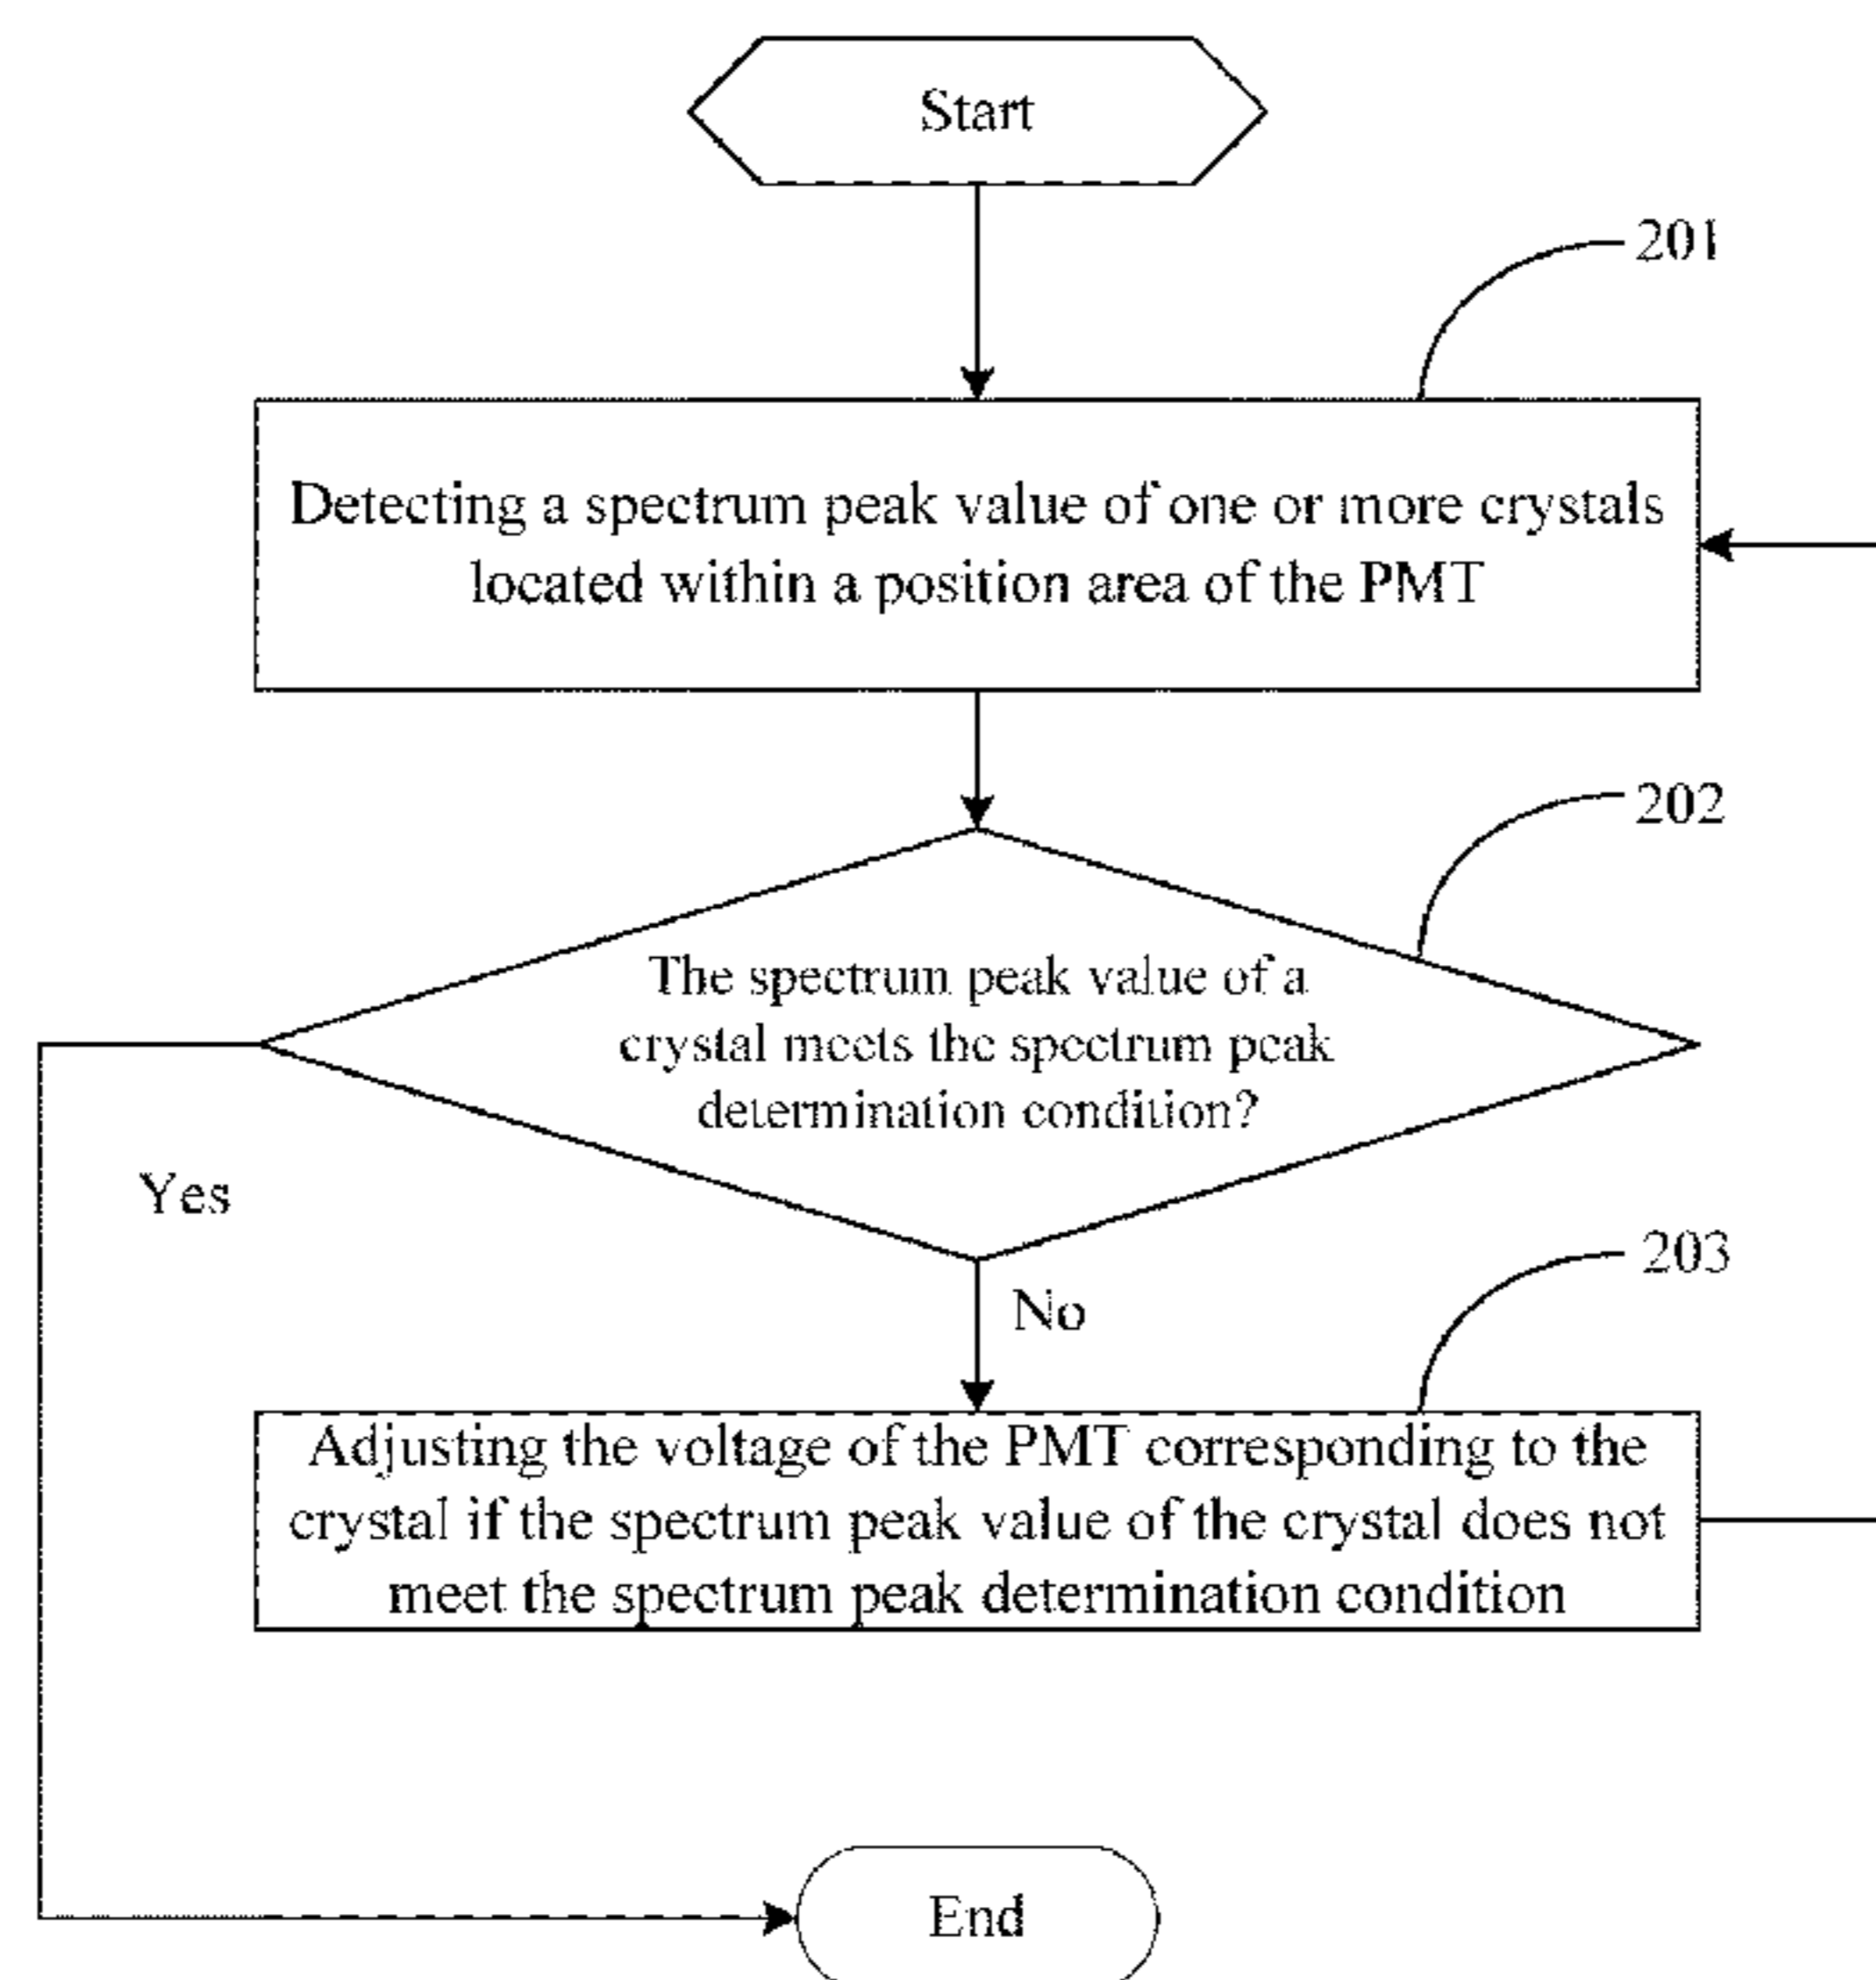 Start
201
Detecting a spectrum peak value of one or more crystals
located within a position area of the PMT
202
The spectrum peak value of a
crystal meets the spectrum peak
determination condition?
Yes
203
No
Adjusting the voltage of the PMT corresponding to the
crystal if the spectrum peak value of the crystal does not
meet the spectrum peak determination condition
End